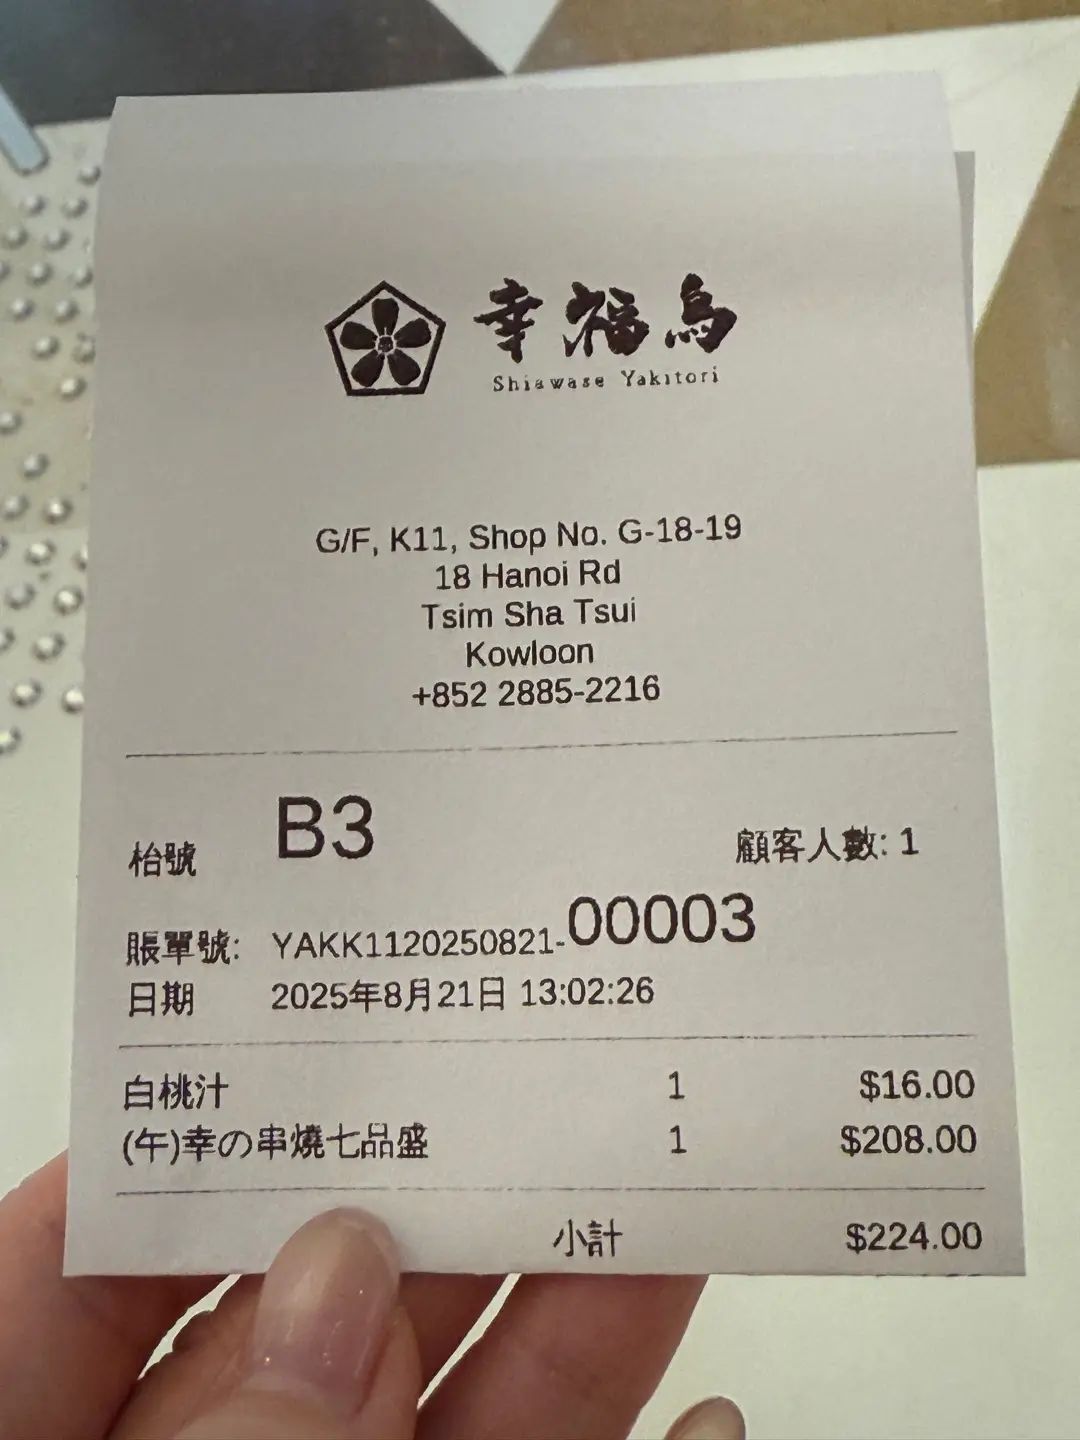 幸福鳥
Shiawase Yakitori
G/F, K11, Shop No. G-18-19
18 Hanoi Rd
Tsim Sha Tsui
Kowloon
+852 2885-2216
枱號 B3 顧客人數: 1
賬單號: YAKK1120250821-00003
日期 2025年8月21日 13:02:26
白桃汁 1 $16.00
(午)幸の串燒七品盛 1 $208.00
小計 $224.00